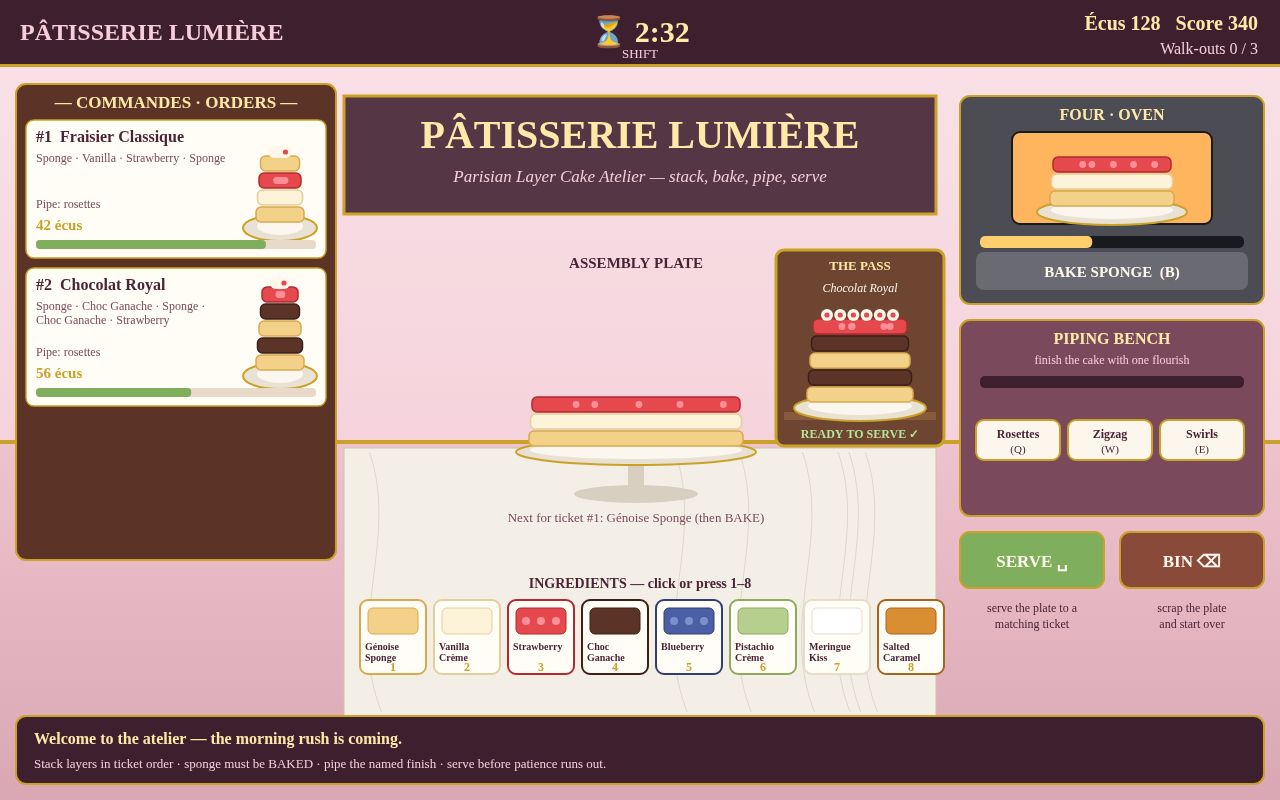 PÂTISSERIE LUMIÈRE
⏳ 2:32
SHIFT
Écus 128 Score 340
Walk-outs 0 / 3
— COMMANDES · ORDERS —
#1 Fraisier Classique
Sponge · Vanilla · Strawberry · Sponge
Pipe: rosettes
42 écus
#2 Chocolat Royal
Sponge · Choc Ganache · Sponge ·
Choc Ganache · Strawberry
Pipe: rosettes
56 écus
PÂTISSERIE LUMIÈRE
Parisian Layer Cake Atelier — stack, bake, pipe, serve
ASSEMBLY PLATE
THE PASS
Chocolat Royal
READY TO SERVE ✓
Next for ticket #1: Génoise Sponge (then BAKE)
INGREDIENTS — click or press 1–8
Génoise
Sponge
1
Vanilla
Crème
2
Strawberry
3
Choc
Ganache
4
Blueberry
5
Pistachio
Crème
6
Meringue
Kiss
7
Salted
Caramel
8
FOUR · OVEN
BAKE SPONGE (B)
PIPING BENCH
finish the cake with one flourish
Rosettes
(Q)
Zigzag
(W)
Swirls
(E)
SERVE ␣
BIN ⌫
serve the plate to a
matching ticket
scrap the plate
and start over
Welcome to the atelier — the morning rush is coming.
Stack layers in ticket order · sponge must be BAKED · pipe the named finish · serve before patience runs out.